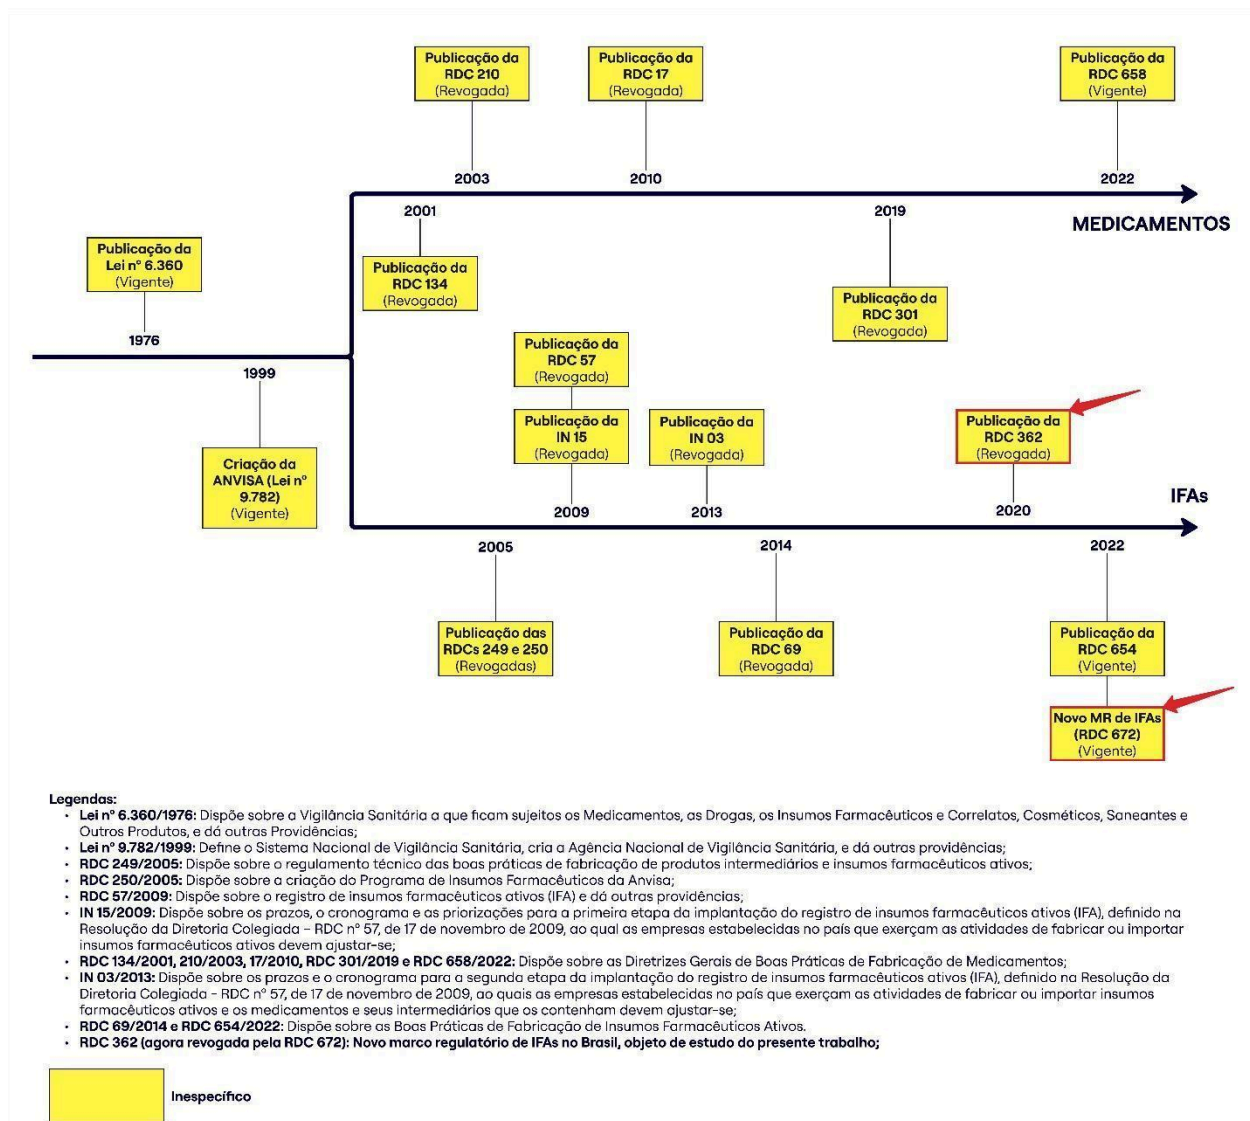 Publicação da
RDC 210
(Revogada)
Publicação da
RDC 17
(Revogada)
Publicação da
RDC 658
(Vigente)
2003
2010
2022
2001
2019
MEDICAMENTOS
Publicação da
Lei nº 6.360
(Vigente)
Publicação da
RDC 134
(Revogada)
Publicação da
RDC 301
(Revogada)
1976
1999
Publicação da
RDC 57
(Revogada)
Publicação da
IN 15
(Revogada)
Publicação da
IN 03
(Revogada)
Publicação da
RDC 362
(Revogada)
Criação da
ANVISA (Lei nº
9.782)
(Vigente)
2009
2013
2020
IFAs
2005
2014
2022
Publicação das
RDCs 249 e 250
(Revogadas)
Publicação da
RDC 69
(Revogada)
Publicação da
RDC 654
(Vigente)
Novo MR de IFAs
(RDC 672)
(Vigente)
Legendas:
• Lei nº 6.360/1976: Dispõe sobre a Vigilância Sanitária a que ficam sujeitos os Medicamentos, as Drogas, os Insumos Farmacêuticos e Correlatos, Cosméticos, Saneantes e
Outros Produtos, e dá outras Providências;
• Lei nº 9.782/1999: Define o Sistema Nacional de Vigilância Sanitária, cria a Agência Nacional de Vigilância Sanitária, e dá outras providências;
• RDC 249/2005: Dispõe sobre o regulamento técnico das boas práticas de fabricação de produtos intermediários e insumos farmacêuticos ativos;
• RDC 250/2005: Dispõe sobre a criação do Programa de Insumos Farmacêuticos da Anvisa;
• RDC 57/2009: Dispõe sobre o registro de insumos farmacêuticos ativos (IFA) e dá outras providências;
• IN 15/2009: Dispõe sobre os prazos, o cronograma e as priorizações para a primeira etapa da implantação do registro de insumos farmacêuticos ativos (IFA), definido na
Resolução da Diretoria Colegiada – RDC nº 57, de 17 de novembro de 2009, ao qual as empresas estabelecidas no país que exerçam as atividades de fabricar ou importar
insumos farmacêuticos ativos devem ajustar-se;
• RDC 134/2001, 210/2003, 17/2010, RDC 301/2019 e RDC 658/2022: Dispõe sobre as Diretrizes Gerais de Boas Práticas de Fabricação de Medicamentos;
• IN 03/2013: Dispõe sobre os prazos e o cronograma para a segunda etapa da implantação do registro de insumos farmacêuticos ativos (IFA), definido na Resolução da
Diretoria Colegiada – RDC nº 57, de 17 de novembro de 2009, ao quais as empresas estabelecidas no país que exerçam as atividades de fabricar ou importar insumos
farmacêuticos ativos e os medicamentos e seus Intermediários que os contenham devem ajustar-se;
• RDC 69/2014 e RDC 654/2022: Dispõe sobre as Boas Práticas de Fabricação de Insumos Farmacêuticos Ativos.
• RDC 362 (agora revogada pela RDC 672): Novo marco regulatório de IFAs no Brasil, objeto de estudo do presente trabalho;
Inespecífico